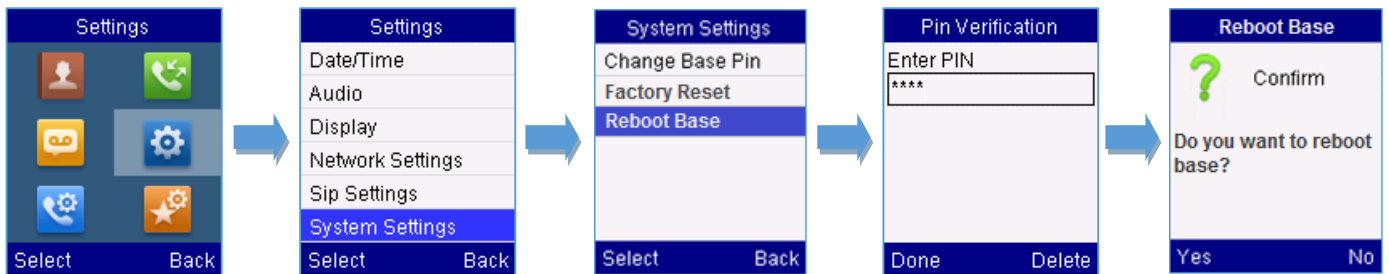 Settings
Select Back
Settings
Date/Time
Audio
Display
Network Settings
Sip Settings
System Settings
Select Back
System Settings
Change Base Pin
Factory Reset
Reboot Base
Select Back
Pin Verification
Enter PIN
****
Done Delete
Reboot Base
Confirm
Do you want to reboot
base?
Yes No